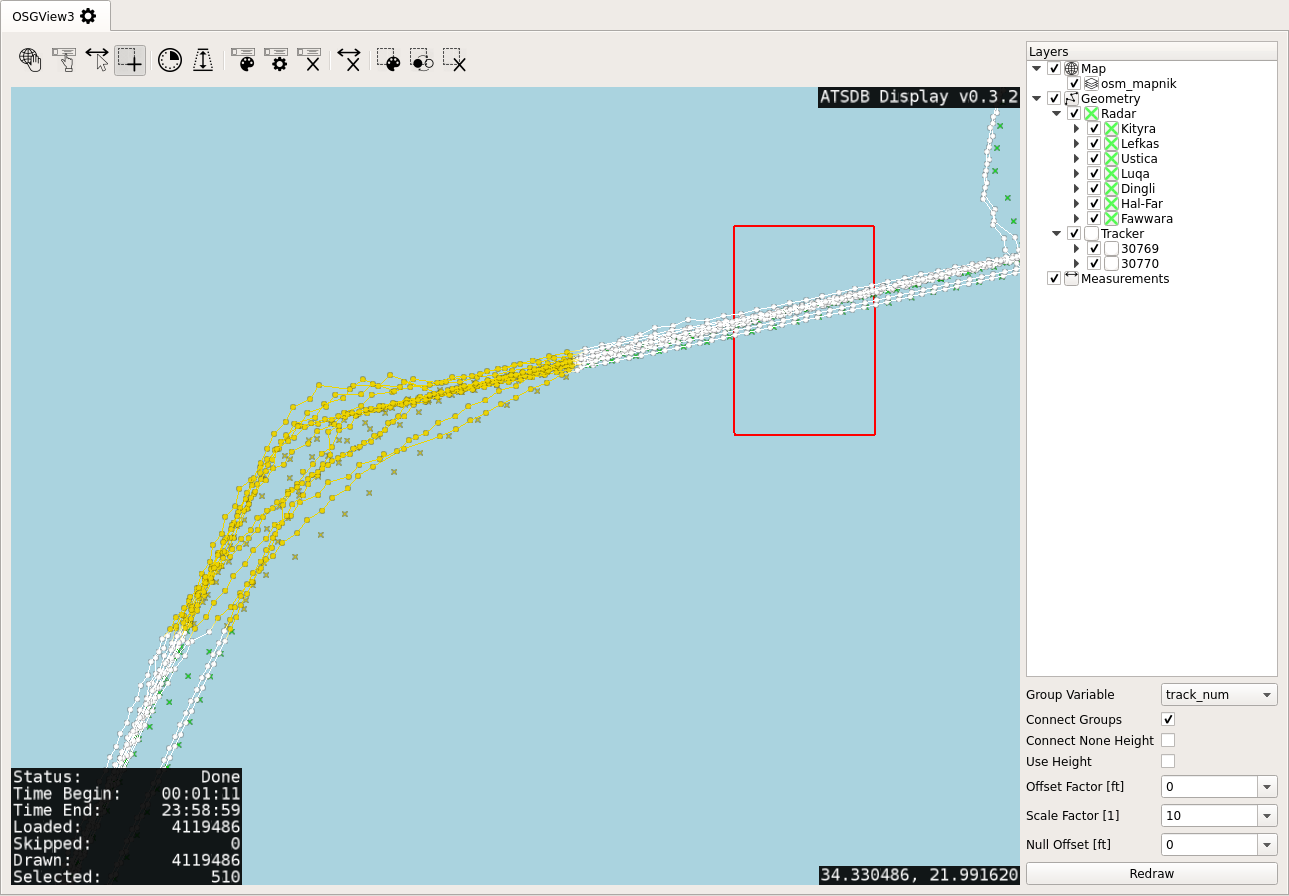 OSGView3
ATSDB Display v0.3.2
Layers
Map
osm_mapnik
Geometry
Radar
Kityra
Lefkas
Ustica
Luqa
Dingli
Hal-Far
Fawwara
Tracker
30769
30770
Measurements
Group Variable track_num
Connect Groups
Connect None Height
Use Height
Offset Factor [ft] 0
Scale Factor [1] 10
Null Offset [ft] 0
Redraw
Status: Done
Time Begin: 00:01:11
Time End: 23:58:59
Loaded: 4119486
Skipped: 0
Drawn: 4119486
Selected: 510
34.330486, 21.991620